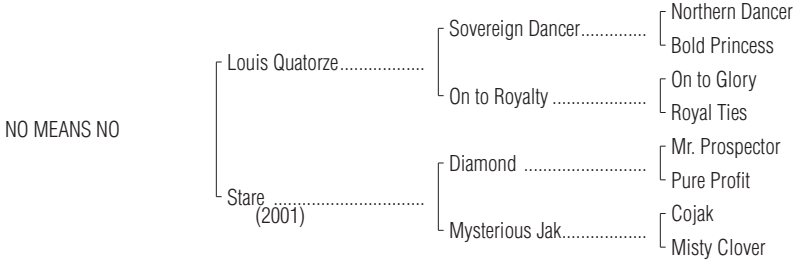 Northern Dancer
Sovereign Dancer..............
Bold Princess
Louis Quatorze..................
On to Glory
On to Royalty ....................
Royal Ties
NO MEANS NO
Mr. Prospector
Diamond ..........................
Pure Profit
Stare ................................
(2001)
Cojak
Mysterious Jak..................
Misty Clover